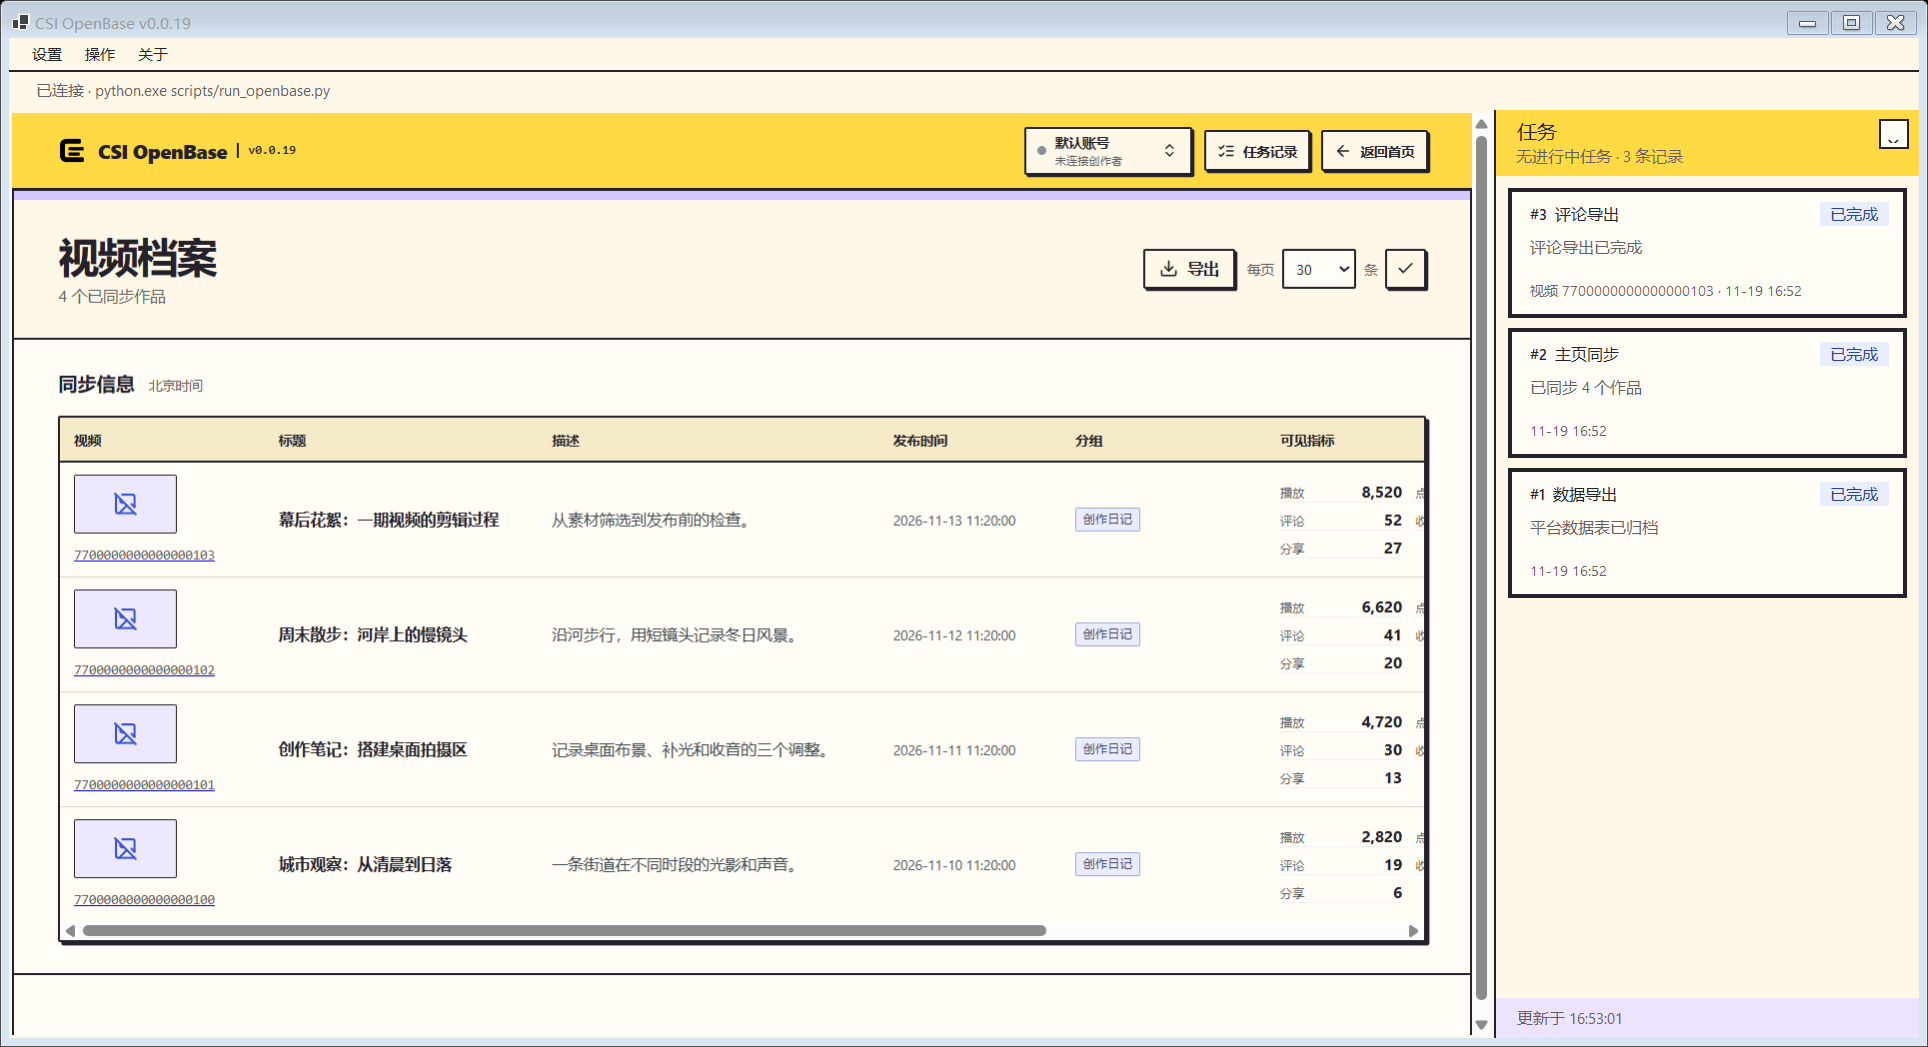 CSI OpenBase v0.0.19
设置 操作 关于
已连接 · python.exe scripts/run_openbase.py
CSI OpenBase | v0.0.19
默认账号
未连接创作者
任务记录
返回首页
视频档案
4 个已同步作品
导出 每页 30 条
同步信息 北京时间
视频 标题 描述 发布时间 分组 可见指标
7700000000000000103
幕后花絮：一期视频的剪辑过程
从素材筛选到发布前的检查。
2026-11-13 11:20:00
创作日记
播放 8,520 点
评论 52 收
分享 27
7700000000000000102
周末散步：河岸上的慢镜头
沿河步行，用短镜头记录冬日风景。
2026-11-12 11:20:00
创作日记
播放 6,620 点
评论 41 收
分享 20
7700000000000000101
创作笔记：搭建桌面拍摄区
记录桌面布景、补光和收音的三个调整。
2026-11-11 11:20:00
创作日记
播放 4,720 点
评论 30 收
分享 13
7700000000000000100
城市观察：从清晨到日落
一条街道在不同时段的光影和声音。
2026-11-10 11:20:00
创作日记
播放 2,820 点
评论 19 收
分享 6
任务
无进行中任务 · 3 条记录
#3 评论导出 已完成
评论导出已完成
视频 7700000000000000103 · 11-19 16:52
#2 主页同步 已完成
已同步 4 个作品
11-19 16:52
#1 数据导出 已完成
平台数据表已归档
11-19 16:52
更新于 16:53:01